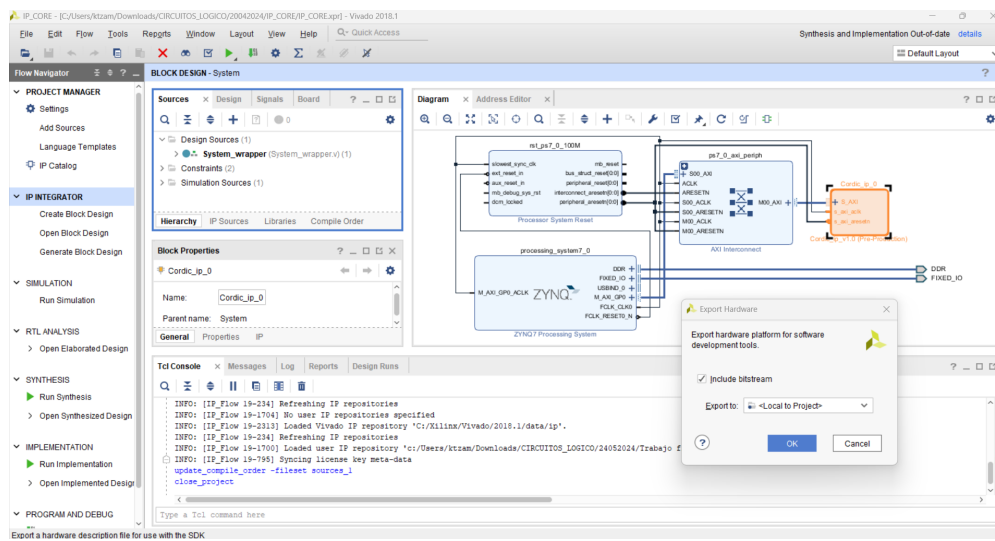 IP_CORE - [C:/Users/ktzam/Downloads/CIRCUITOS_LOGICO/20042024/IP_CORE/IP_CORE.xpr] - Vivado 2018.1
File Edit Flow Tools Reports Window Layout View Help Quick Access
Synthesis and Implementation Out-of-date details
Default Layout
Flow Navigator
PROJECT MANAGER
Settings
Add Sources
Language Templates
IP Catalog
IP INTEGRATOR
Create Block Design
Open Block Design
Generate Block Design
SIMULATION
Run Simulation
RTL ANALYSIS
Open Elaborated Design
SYNTHESIS
Run Synthesis
Open Synthesized Design
IMPLEMENTATION
Run Implementation
Open Implemented Design
PROGRAM AND DEBUG
BLOCK DESIGN - System
Sources Design Signals Board
0
Design Sources (1)
System_wrapper (System_wrapper.v) (1)
Constraints (2)
Simulation Sources (1)
Hierarchy IP Sources Libraries Compile Order
Block Properties
Cordic_ip_0
Name: Cordic_ip_0
Parent name: System
General Properties IP
Diagram Address Editor
rst_ps7_0_100M
slowest_sync_clk mb_reset
ext_reset_in bus_struct_reset[0:0]
aux_reset_in peripheral_reset[0:0]
mb_debug_sys_rst interconnect_aresetn[0:0]
dcm_locked peripheral_aresetn[0:0]
Processor System Reset
ps7_0_axi_periph
S00_AXI
ACLK
ARESETN
S00_ACLK M00_AXI
S00_ARESETN
M00_ACLK
M00_ARESETN
AXI Interconnect
Cordic_ip_0
S_AXI
s_axi_aclk
s_axi_aresetn
Cordic_ip_v1.0 (Pre-Production)
processing_system7_0
DDR
FIXED_IO
USBIND_0
M_AXI_GP0_ACLK ZYNQ M_AXI_GP0
FCLK_CLK0
FCLK_RESET0_N
ZYNQ7 Processing System
DDR
FIXED_IO
Export Hardware
Export hardware platform for software
development tools.
Include bitstream
Export to: <Local to Project>
OK Cancel
Tcl Console Messages Log Reports Design Runs
INFO: [IP_Flow 19-234] Refreshing IP repositories
INFO: [IP_Flow 19-1704] No user IP repositories specified
INFO: [IP_Flow 19-2313] Loaded Vivado IP repository 'C:/Xilinx/Vivado/2018.1/data/ip'.
INFO: [IP_Flow 19-234] Refreshing IP repositories
INFO: [IP_Flow 19-1700] Loaded user IP repository 'c:/Users/ktzam/Downloads/CIRCUITOS_LOGICO/24052024/Trabajo f
INFO: [IP_Flow 19-795] Syncing license key meta-data
update_compile_order -fileset sources_1
close_project
Type a Tcl command here
Export a hardware description file for use with the SDK